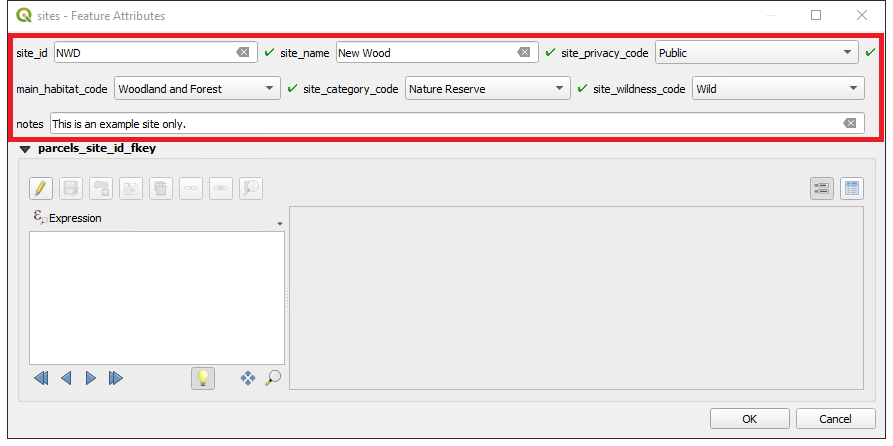 sites - Feature Attributes
site_id NWD site_name New Wood site_privacy_code Public
main_habitat_code Woodland and Forest site_category_code Nature Reserve site_wildness_code Wild
notes This is an example site only.
parcels_site_id_fkey
Expression
OK Cancel